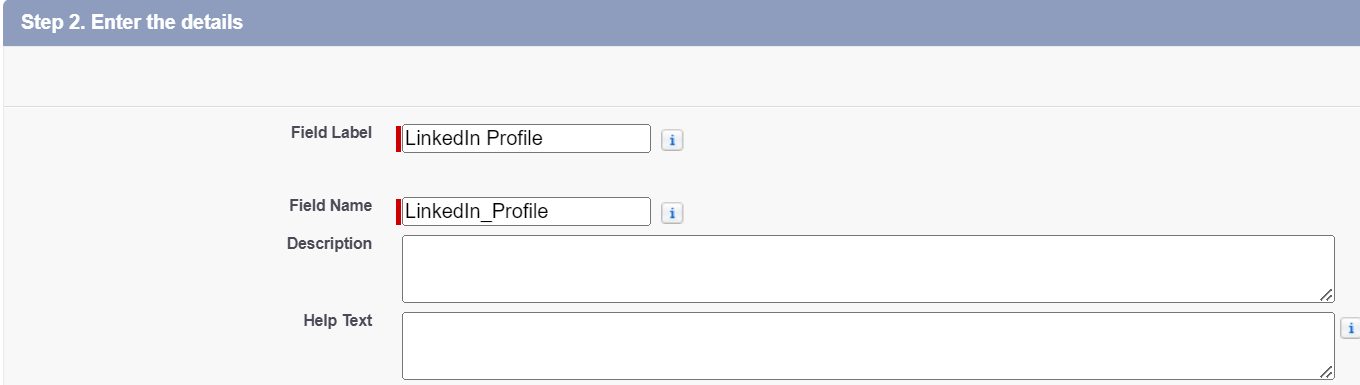 Step 2. Enter the details
Field Label LinkedIn Profile i
Field Name LinkedIn_Profile i
Description
Help Text i